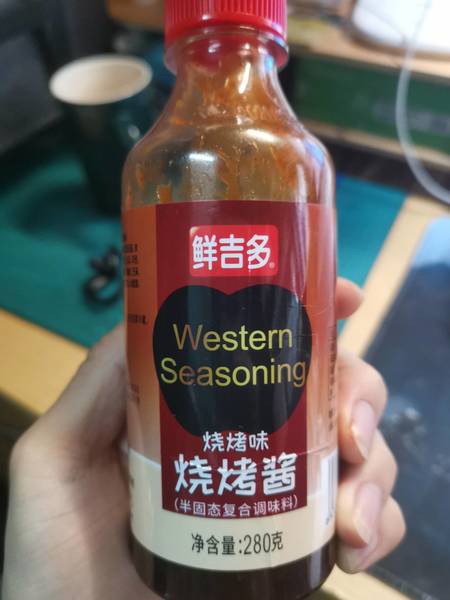 鲜吉多
Western
Seasoning
烧烤味
烧烤酱
(半固态复合调味料)
净含量:280克